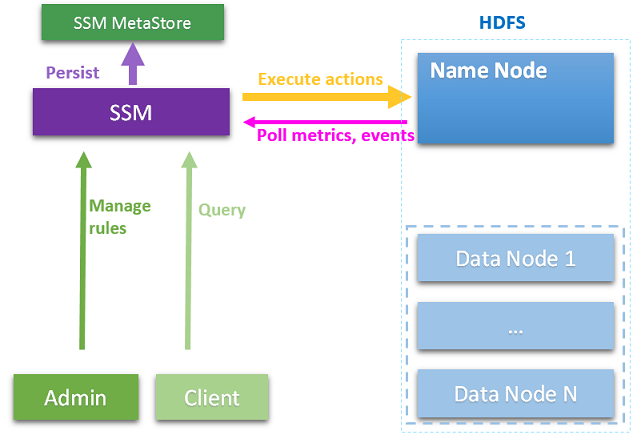 SSM MetaStore
HDFS
Persist
Execute actions
Name Node
SSM
Poll metrics, events
Manage
rules
Query
Data Node 1
...
Data Node N
Admin
Client